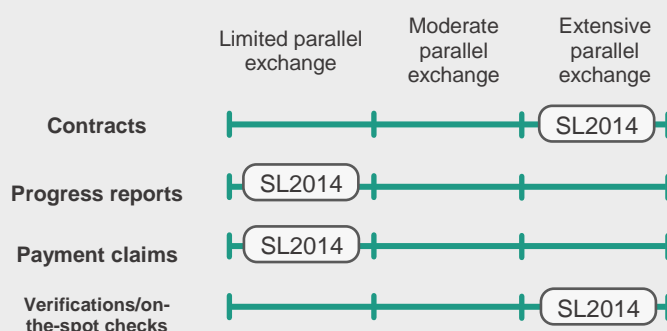 Limited parallel
exchange
Moderate
parallel
exchange
Extensive
parallel
exchange
Contracts
SL2014
Progress reports
SL2014
Payment claims
SL2014
Verifications/on-
the-spot checks
SL2014